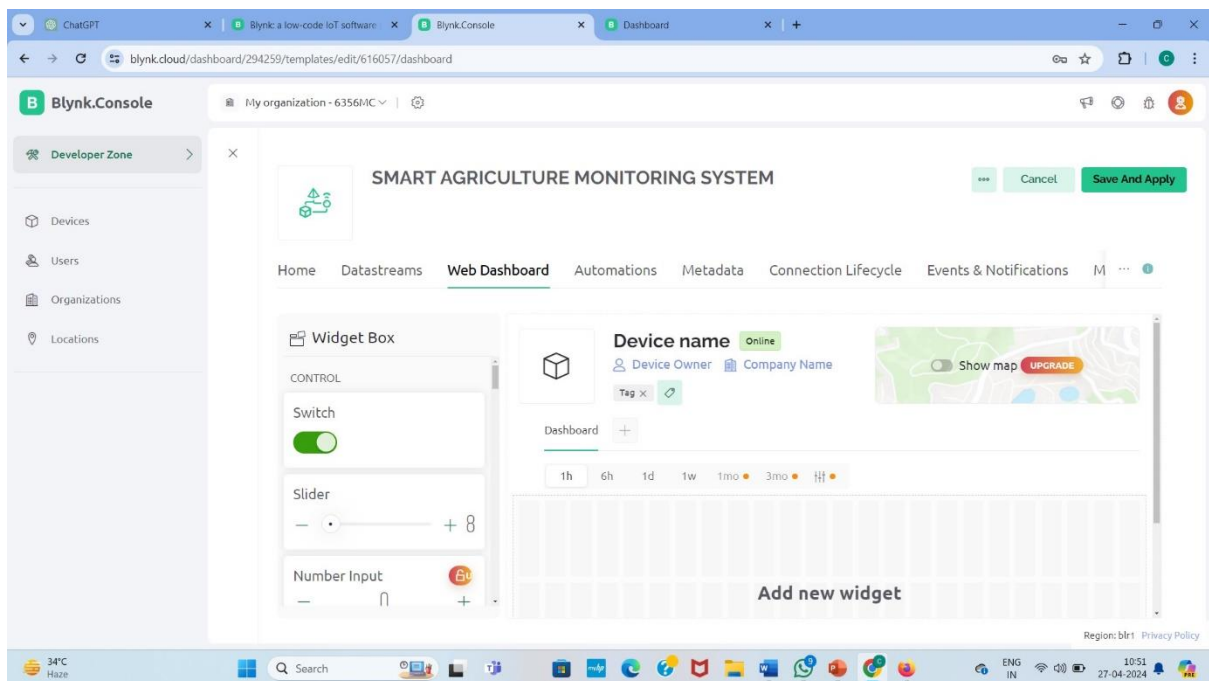 ChatGPT
Blynk: a low-code IoT software
Blynk.Console
Dashboard
blynk.cloud/dashboard/294259/templates/edit/616057/dashboard
B Blynk.Console
My organization - 6356MC
Developer Zone
Devices
Users
Organizations
Locations
SMART AGRICULTURE MONITORING SYSTEM
Cancel
Save And Apply
Home Datastreams Web Dashboard Automations Metadata Connection Lifecycle Events & Notifications M
Widget Box
CONTROL
Switch
Slider
8
Number Input
0
Device name Online
Device Owner Company Name
Tag
Show map UPGRADE
Dashboard
1h 6h 1d 1w 1mo 3mo
Add new widget
Region: blr1 Privacy Policy
34°C
Haze
Search
ENG
IN
10:51
27-04-2024